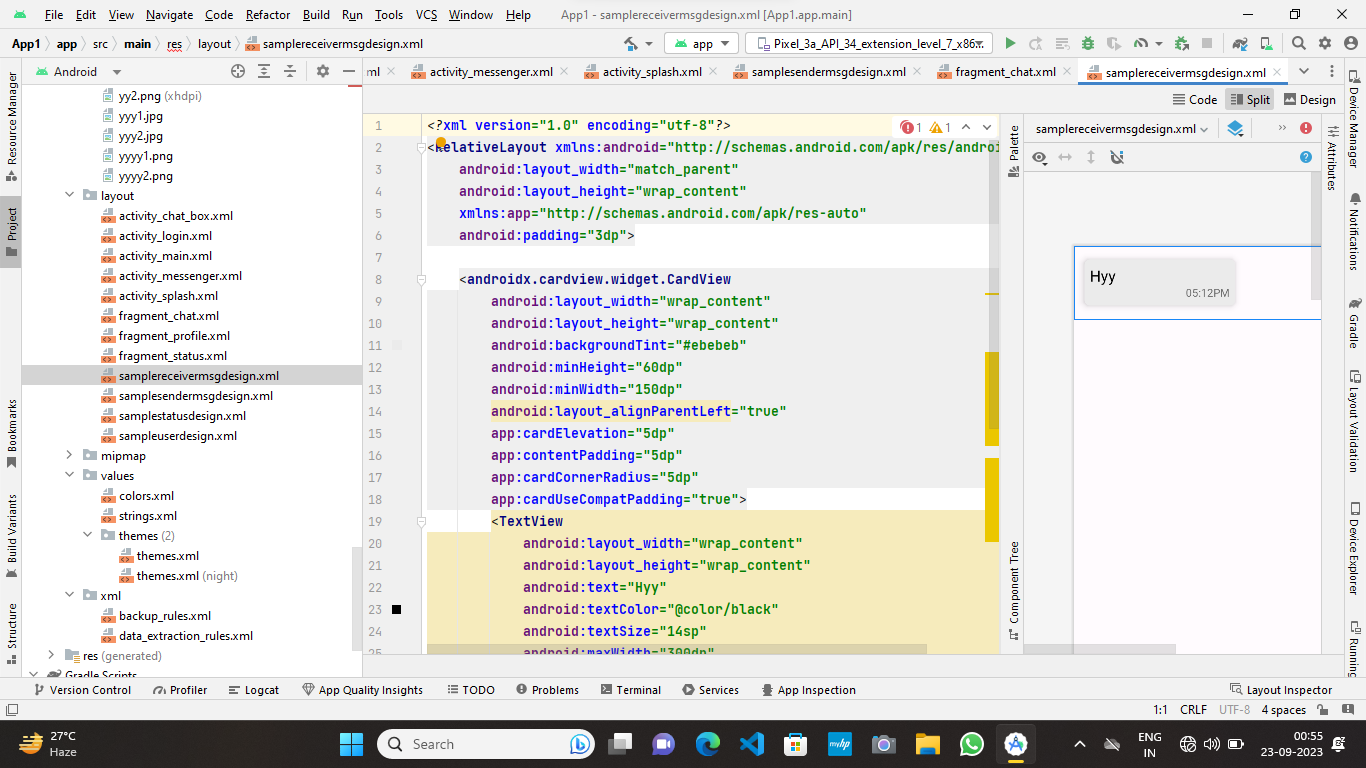 File Edit View Navigate Code Refactor Build Run Tools VCS Window Help App1 - samplereceivermsgdesign.xml [App1.app.main]
App1 app src main res layout samplereceivermsgdesign.xml app Pixel_3a_API_34_extension_level_7_x86...
Android ml activity_messenger.xml activity_splash.xml samplesendermsgdesign.xml fragment_chat.xml samplereceivermsgdesign.xml
Code Split Design
Resource Manager
Project
Bookmarks
Build Variants
Structure
yy2.png (xhdpi)
yyy1.jpg
yyy2.jpg
yyyy1.png
yyyy2.png
layout
activity_chat_box.xml
activity_login.xml
activity_main.xml
activity_messenger.xml
activity_splash.xml
fragment_chat.xml
fragment_profile.xml
fragment_status.xml
samplereceivermsgdesign.xml
samplesendermsgdesign.xml
samplestatusdesign.xml
sampleuserdesign.xml
mipmap
values
colors.xml
strings.xml
themes (2)
themes.xml
themes.xml (night)
xml
backup_rules.xml
data_extraction_rules.xml
res (generated)
Gradle Scripts
1 <?xml version="1.0" encoding="utf-8"?>
2 <RelativeLayout xmlns:android="http://schemas.android.com/apk/res/androi
3 android:layout_width="match_parent"
4 android:layout_height="wrap_content"
5 xmlns:app="http://schemas.android.com/apk/res-auto"
6 android:padding="3dp">
7
8 <androidx.cardview.widget.CardView
9 android:layout_width="wrap_content"
10 android:layout_height="wrap_content"
11 android:backgroundTint="#ebebeb"
12 android:minHeight="60dp"
13 android:minWidth="150dp"
14 android:layout_alignParentLeft="true"
15 app:cardElevation="5dp"
16 app:contentPadding="5dp"
17 app:cardCornerRadius="5dp"
18 app:cardUseCompatPadding="true">
19 <TextView
20 android:layout_width="wrap_content"
21 android:layout_height="wrap_content"
22 android:text="Hyy"
23 android:textColor="@color/black"
24 android:textSize="14sp"
25 android:maxWidth="300dp"
1 1
Palette
Component Tree
samplereceivermsgdesign.xml
Hyy
05:12PM
Attributes
Device Manager
Notifications
Gradle
Layout Validation
Device Explorer
Running
Version Control Profiler Logcat App Quality Insights TODO Problems Terminal Services App Inspection Layout Inspector
1:1 CRLF UTF-8 4 spaces
27°C
Haze
Search
myhp
ENG
IN
00:55
23-09-2023